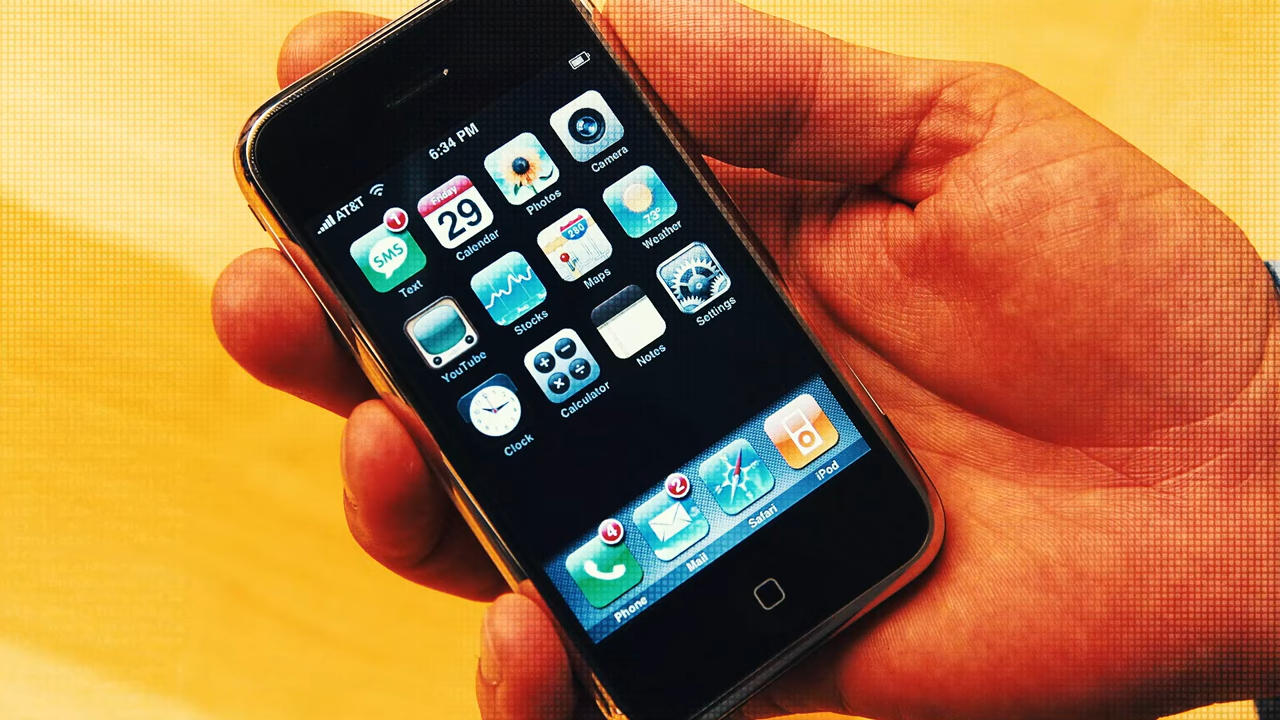 AT&T 6:34 PM
SMS 1
Text
Friday
29
Calendar
Photos
Camera
YouTube
Stocks
280
Maps
73°
Weather
Clock
Calculator
Notes
Settings
4
Phone
2
Mail
Safari
iPod